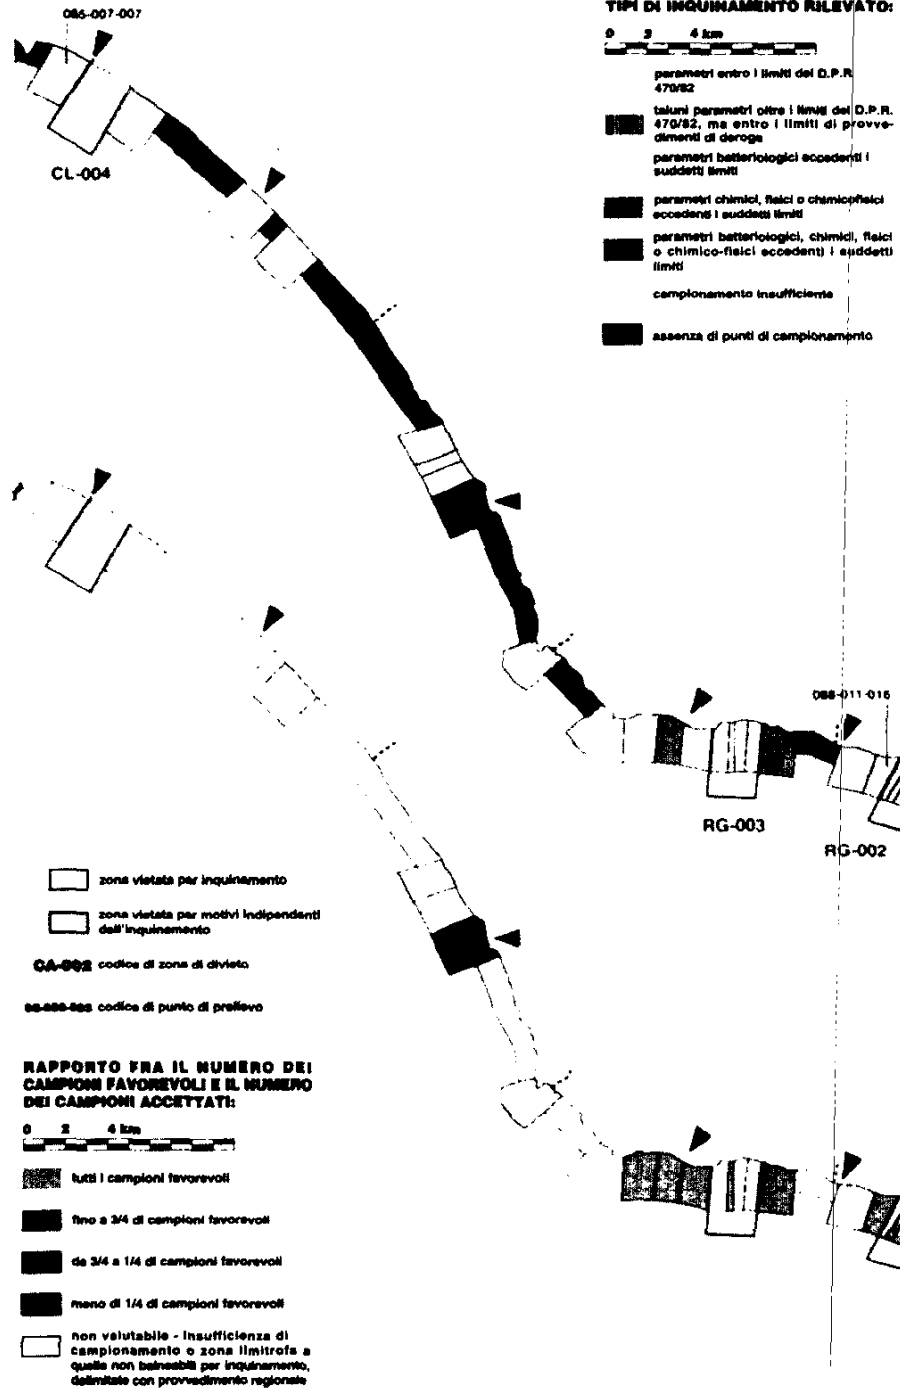 085-007-007
CL-004
TIPI DI INQUINAMENTO RILEVATO:
0 2 4 km
parametri entro i limiti del D.P.R.
470/82
taluni parametri oltre i limiti del D.P.R.
470/82, ma entro i limiti di provve-
dimenti di deroga
parametri batteriologici eccedenti i
suddetti limiti
parametri chimici, fisici o chimicofisici
eccedenti i suddetti limiti
parametri batteriologici, chimici, fisici
o chimico-fisici eccedenti i suddetti
limiti
campionamento insufficiente
assenza di punti di campionamento
088-011-016
RG-003
RG-002
zona vietata per inquinamento
zona vietata per motivi indipendenti
dell'inquinamento
CA-002 codice di zona di divieto
codice di punto di prelievo
RAPPORTO FRA IL NUMERO DEI
CAMPIONI FAVOREVOLI E IL NUMERO
DEI CAMPIONI ACCETTATI:
0 2 4 km
tutti i campioni favorevoli
fino a 3/4 di campioni favorevoli
da 3/4 a 1/4 di campioni favorevoli
meno di 1/4 di campioni favorevoli
non valutabile - insufficienza di
campionamento o zona limitrofa a
quelle non balneabili per inquinamento,
delimitate con provvedimento regionale